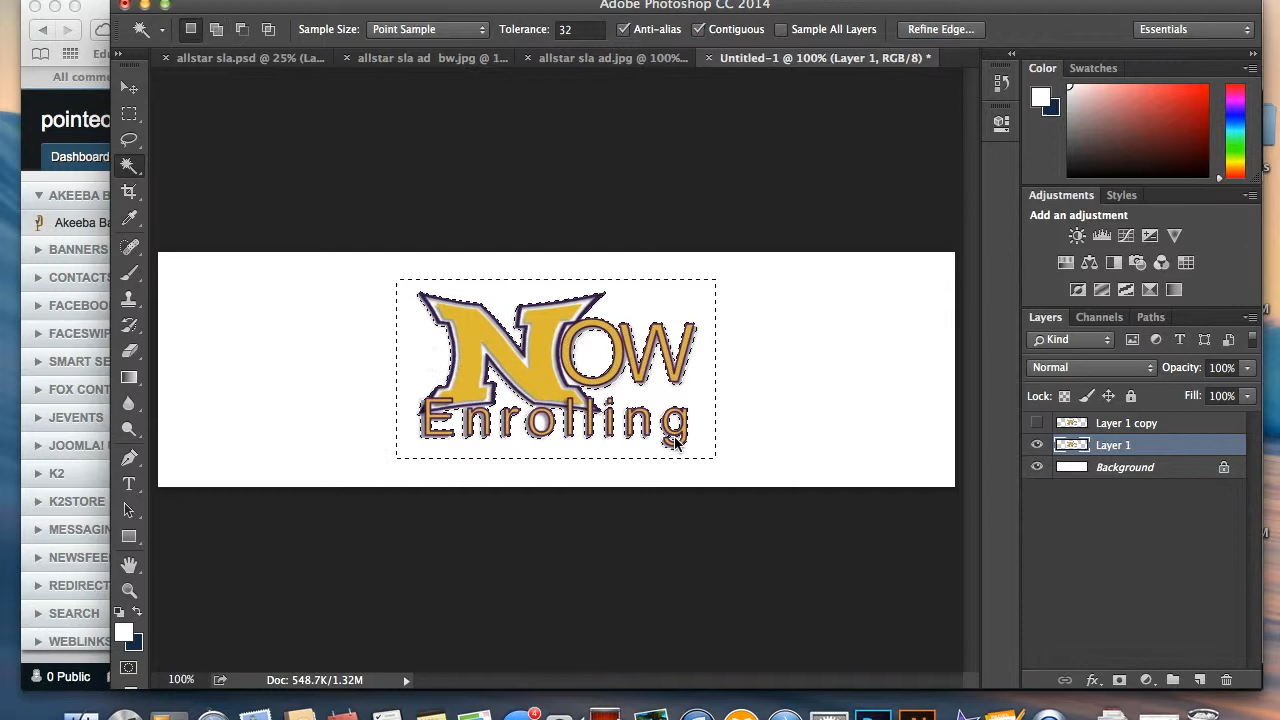 Adobe Photoshop CC 2014
Sample Size: Point Sample Tolerance: 32 Anti-alias Contiguous Sample All Layers Refine Edge... Essentials
allstar sla.psd @ 25% (La... allstar sla ad bw.jpg @ 1... allstar sla ad.jpg @ 100%... Untitled-1 @ 100% (Layer 1, RGB/8) *
All comme
pointed
Dashboard
AKEEBA B
Akeeba Ba
BANNERS
CONTACTS
FACEBOO
FACESWIP
SMART SE
FOX CONT
JEVENTS
JOOMLA! U
K2
K2STORE
MESSAGIN
NEWSFEE
REDIRECT
SEARCH
WEBLINKS
0 Public
NOW
Enrolling
100% Doc: 548.7K/1.32M
Color Swatches
Adjustments Styles
Add an adjustment
Layers Channels Paths
Kind
Normal Opacity: 100%
Lock: Fill: 100%
Layer 1 copy
Layer 1
Background
fx
4